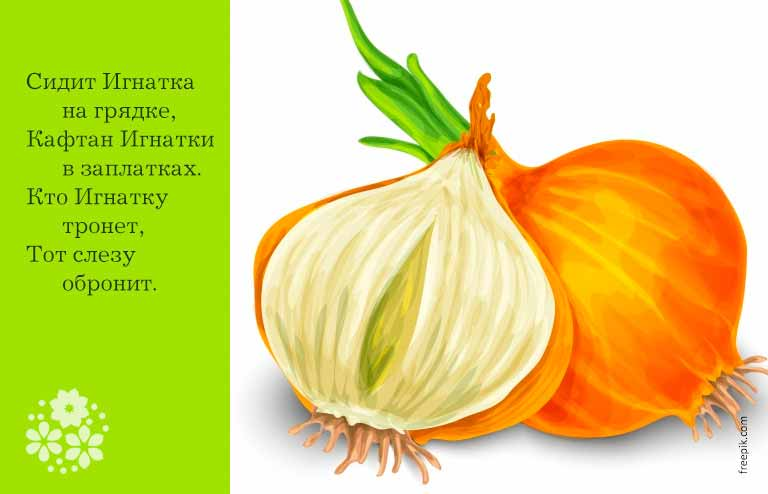 Сидит Игнатка
на грядке,
Кафтан Игнатки
в заплатках.
Кто Игнатку
тронет,
Тот слезу
обронит.
freepik.com